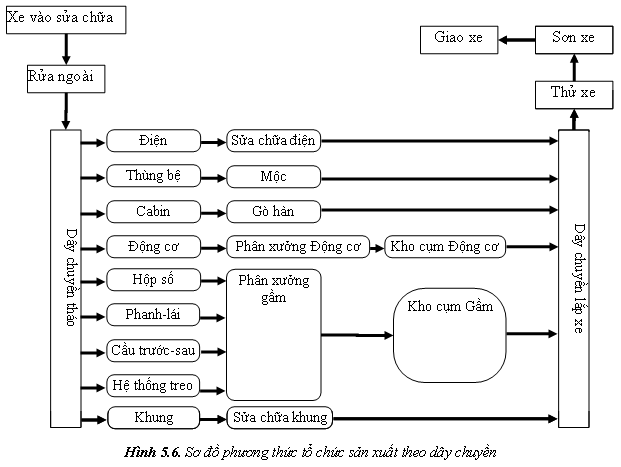 Xe vào sửa chữa
Giao xe
Sơn xe
Rửa ngoài
Thử xe
Dây chuyền tháo
Điện
Sửa chữa điện
Thùng bệ
Mộc
Cabin
Gò hàn
Động cơ
Phân xưởng Động cơ
Kho cụm Động cơ
Dây chuyền lắp xe
Hộp số
Phân xưởng
gầm
Kho cụm Gầm
Phanh-lái
Cầu trước-sau
Hệ thống treo
Khung
Sửa chữa khung
Hình 5.6. Sơ đồ phương thức tổ chức sản xuất theo dây chuyền